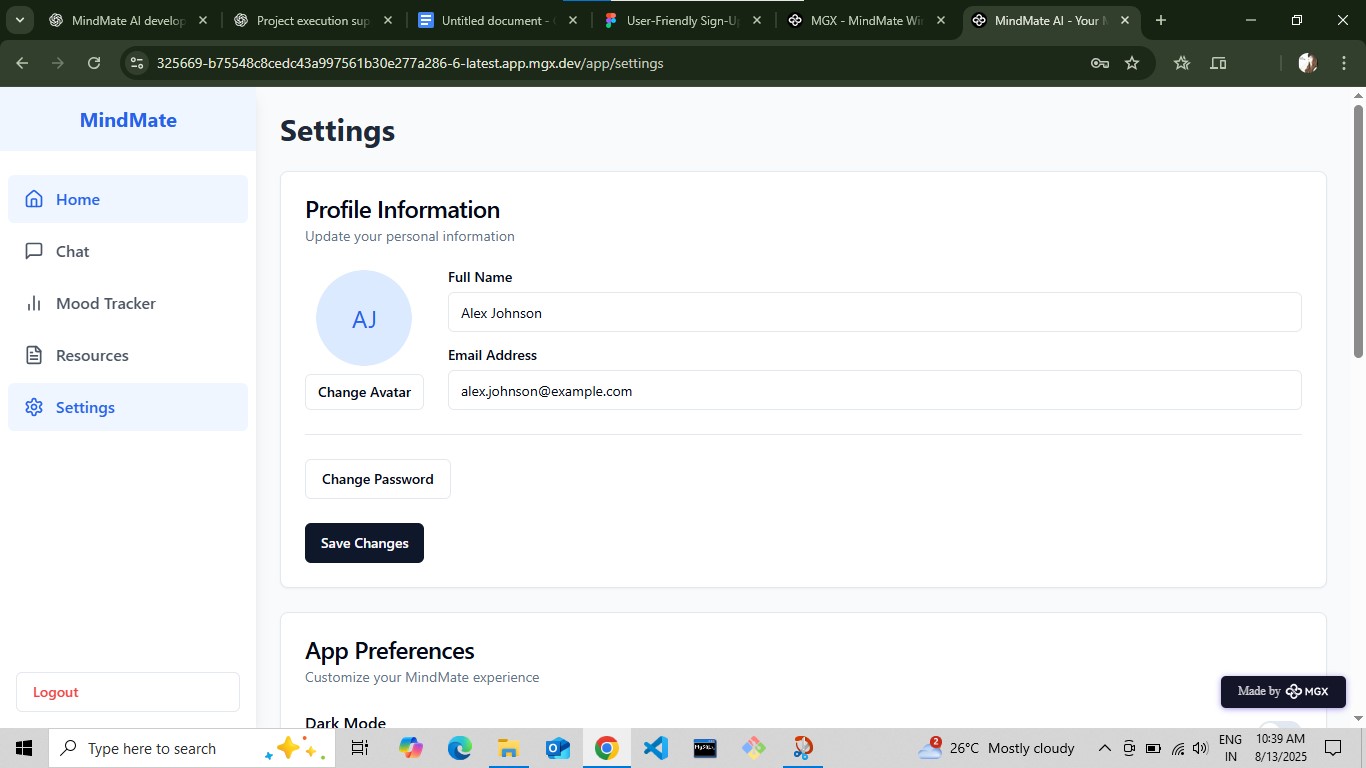 MindMate AI develop
Project execution sup
Untitled document -
User-Friendly Sign-U
MGX - MindMate Wi
MindMate AI - Your M
325669-b75548c8cedc43a997561b30e277a286-6-latest.app.mgx.dev/app/settings
MindMate
Home
Chat
Mood Tracker
Resources
Settings
Logout
Settings
Profile Information
Update your personal information
AJ
Change Avatar
Full Name
Alex Johnson
Email Address
alex.johnson@example.com
Change Password
Save Changes
App Preferences
Customize your MindMate experience
Dark Mode
Made by MGX
Type here to search
MySQL
2
26°C Mostly cloudy
ENG
IN
10:39 AM
8/13/2025